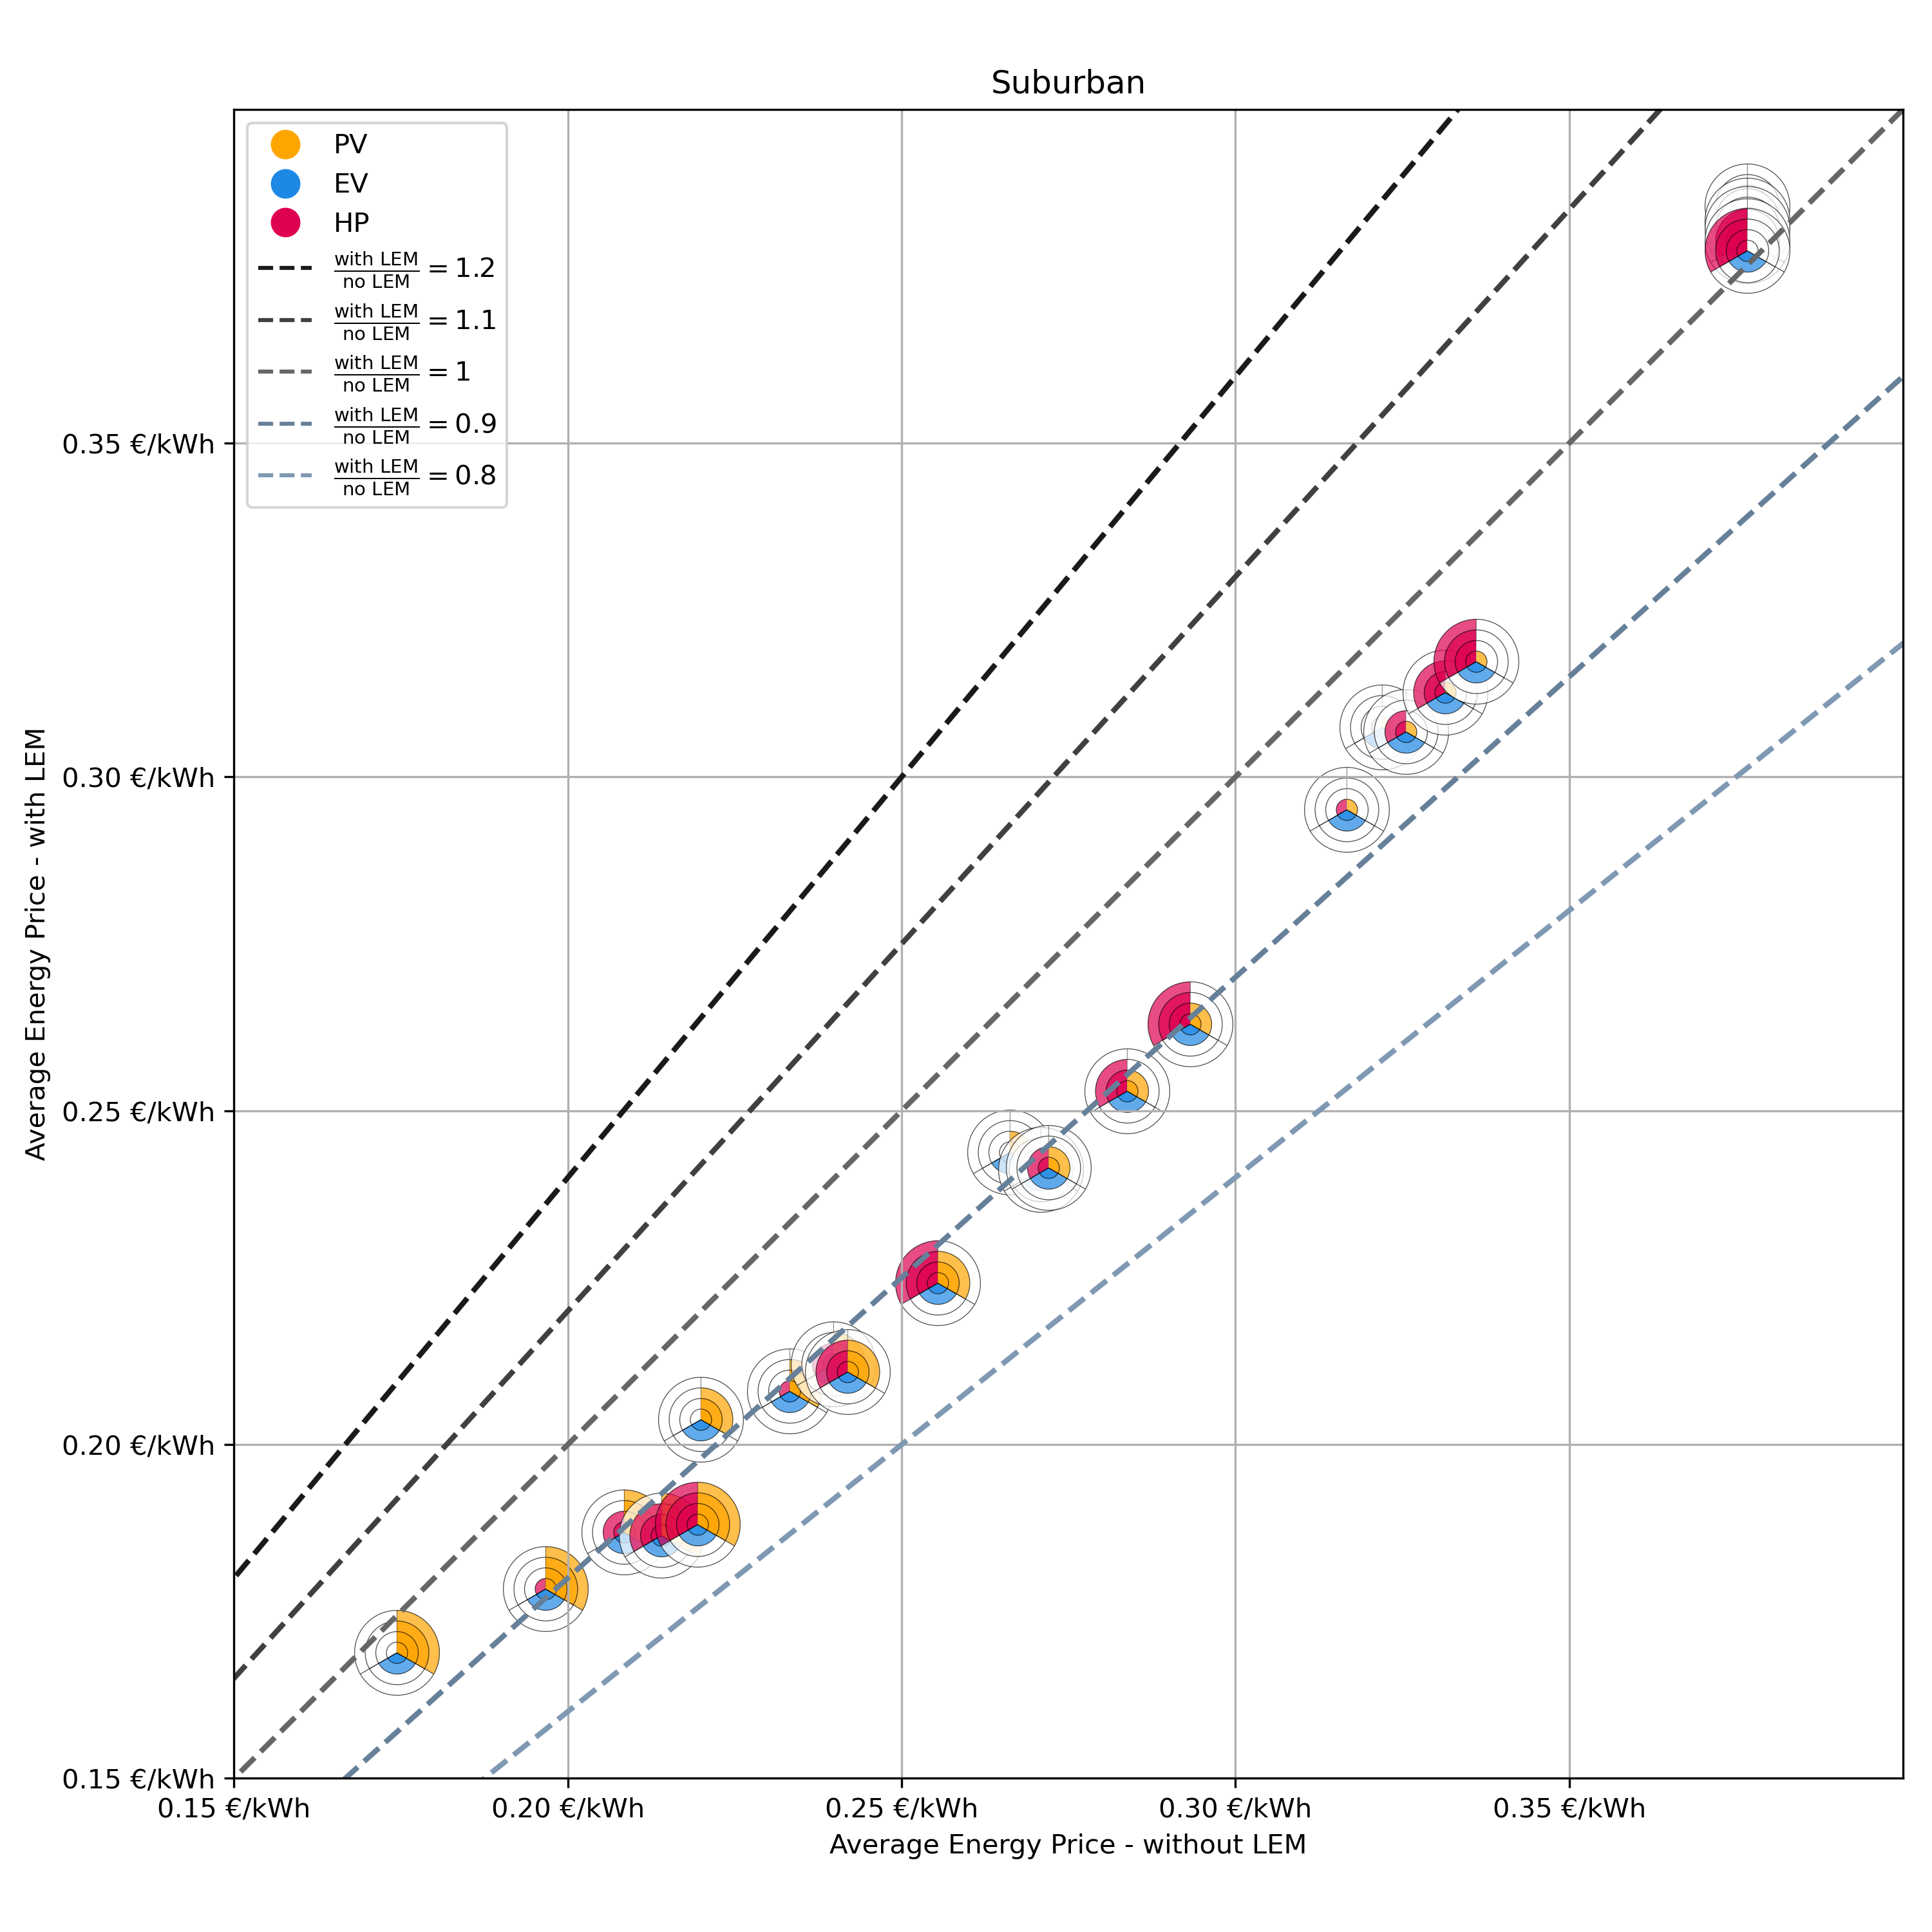 Suburban
PV
EV
HP
with LEM
no LEM = 1.2
with LEM
no LEM = 1.1
with LEM
no LEM = 1
with LEM
no LEM = 0.9
with LEM
no LEM = 0.8
0.35 €/kWh
0.30 €/kWh
0.25 €/kWh
0.20 €/kWh
0.15 €/kWh
Average Energy Price - with LEM
0.15 €/kWh 0.20 €/kWh 0.25 €/kWh 0.30 €/kWh 0.35 €/kWh
Average Energy Price - without LEM